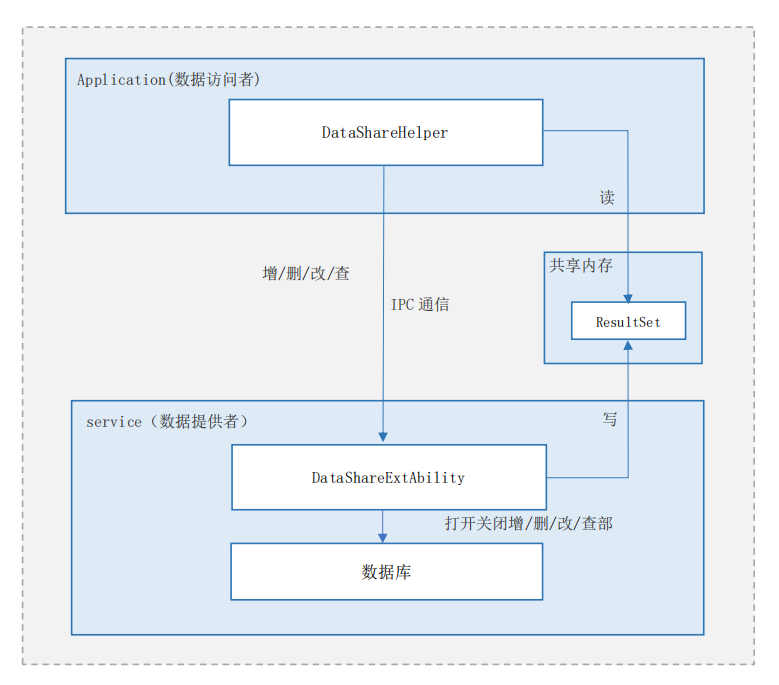 Application(数据访问者)
DataShareHelper
读
增/删/改/查
共享内存
IPC 通信
ResultSet
service（数据提供者）
写
DataShareExtAbility
打开关闭增/删/改/查部
数据库